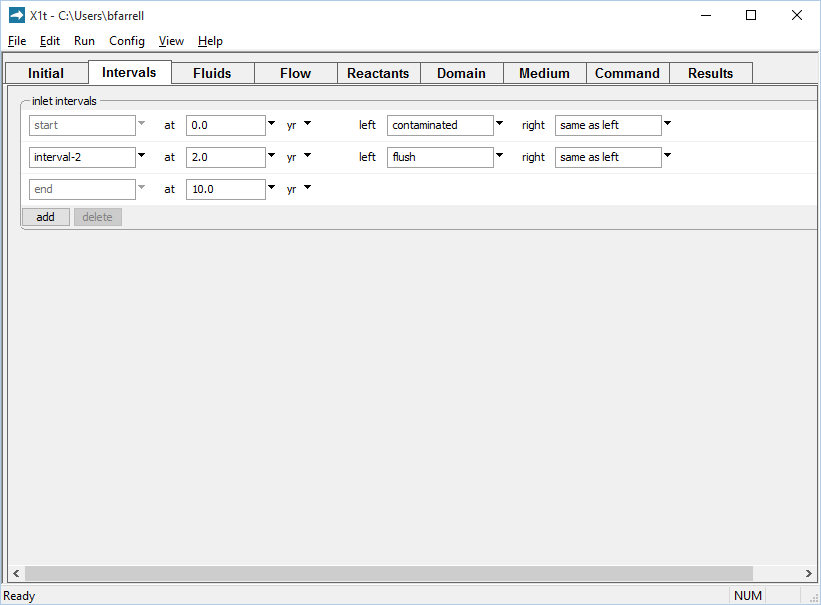 X1t - C:\Users\bfarrell
File Edit Run Config View Help
Initial Intervals Fluids Flow Reactants Domain Medium Command Results
inlet intervals
start at 0.0 yr left contaminated right same as left
interval-2 at 2.0 yr left flush right same as left
end at 10.0 yr
add delete
Ready NUM